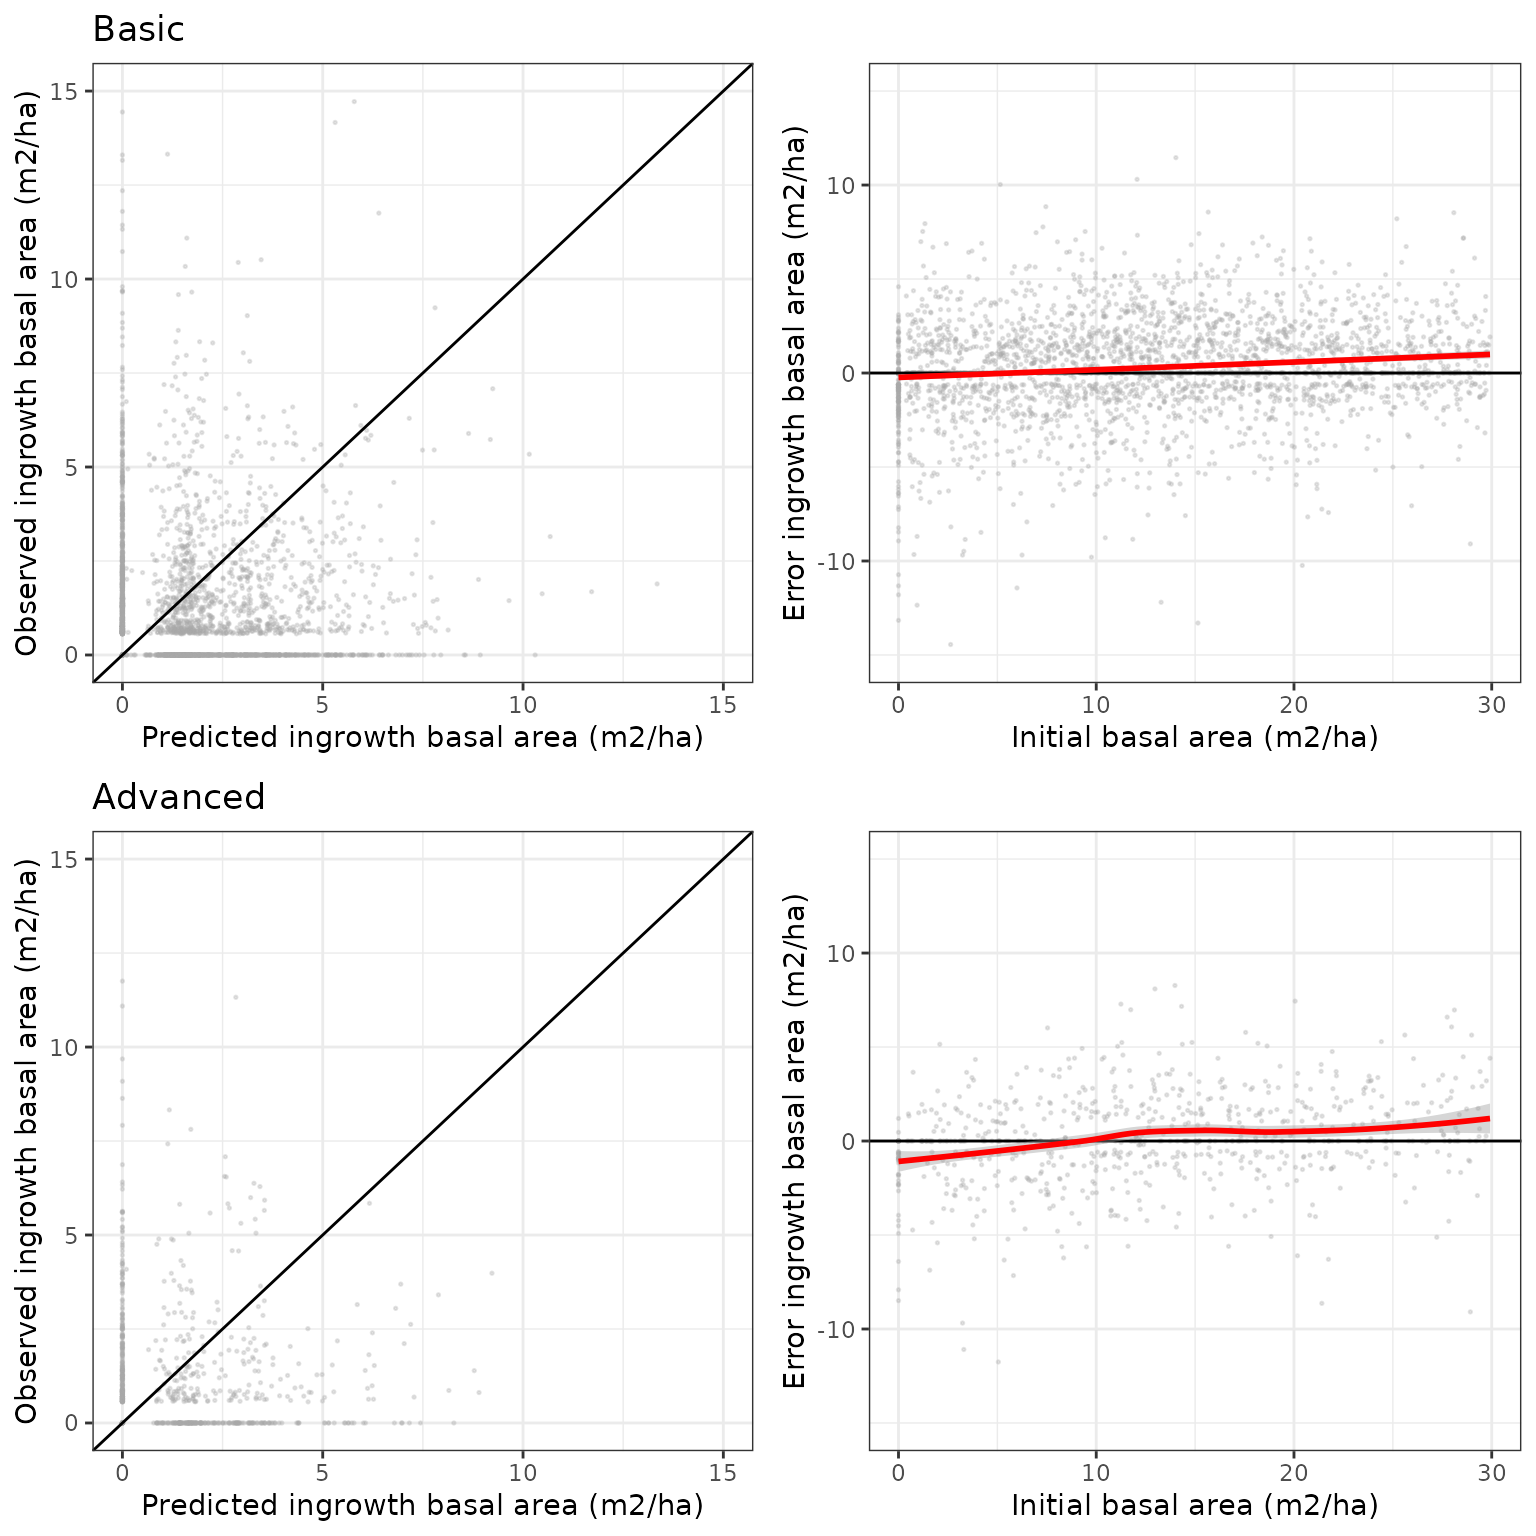 Basic
Observed ingrowth basal area (m2/ha)
15
10
5
0
0 5 10 15
Predicted ingrowth basal area (m2/ha)
Error ingrowth basal area (m2/ha)
10
0
-10
0 10 20 30
Initial basal area (m2/ha)
Advanced
Observed ingrowth basal area (m2/ha)
15
10
5
0
0 5 10 15
Predicted ingrowth basal area (m2/ha)
Error ingrowth basal area (m2/ha)
10
0
-10
0 10 20 30
Initial basal area (m2/ha)